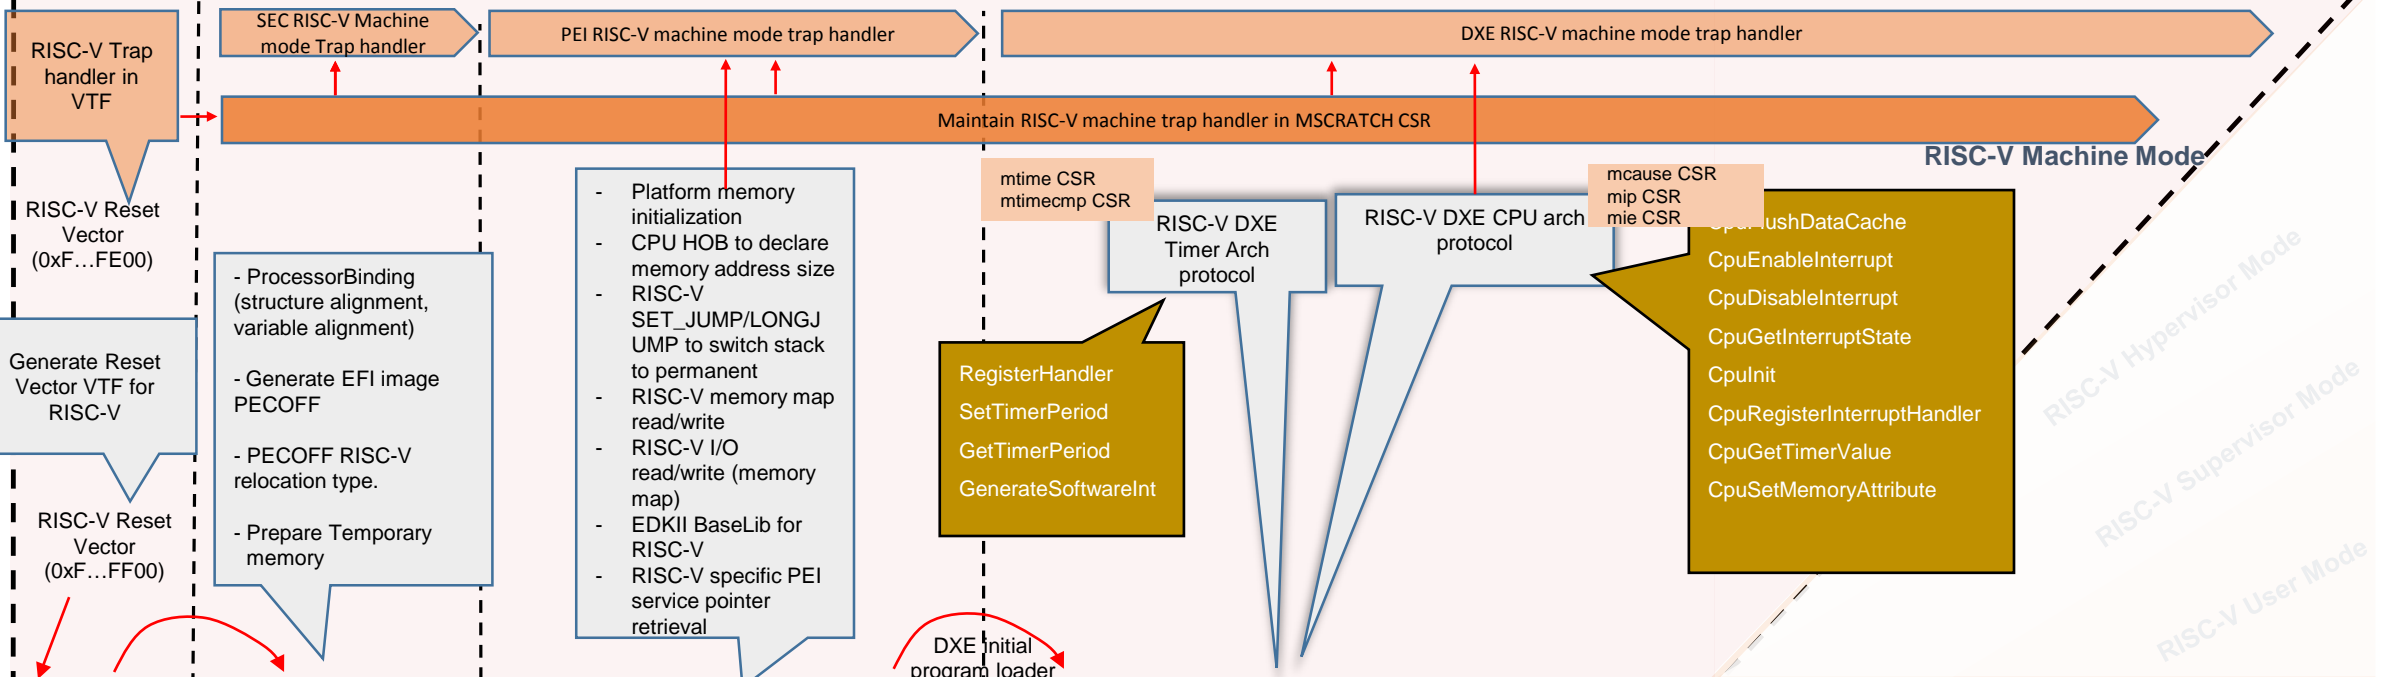 SEC RISC-V Machine
mode Trap handler
PEI RISC-V machine mode trap handler
DXE RISC-V machine mode trap handler
RISC-V Trap
handler in
VTF
Maintain RISC-V machine trap handler in MSCRATCH CSR
RISC-V Machine Mode
RISC-V Reset
Vector
(0xF…FE00)
Generate Reset
Vector VTF for
RISC-V
RISC-V Reset
Vector
(0xF…FF00)
- ProcessorBinding
(structure alignment,
variable alignment)
- Generate EFI image
PECOFF
- PECOFF RISC-V
relocation type.
- Prepare Temporary
memory
- Platform memory
initialization
- CPU HOB to declare
memory address size
- RISC-V
SET_JUMP/LONGJ
UMP to switch stack
to permanent
- RISC-V memory map
read/write
- RISC-V I/O
read/write (memory
map)
- EDKII BaseLib for
RISC-V
- RISC-V specific PEI
service pointer
retrieval
DXE initial
program loader
mtime CSR
mtimecmp CSR
RISC-V DXE
Timer Arch
protocol
RegisterHandler
SetTimerPeriod
GetTimerPeriod
GenerateSoftwareInt
RISC-V DXE CPU arch
protocol
mcause CSR
mip CSR
mie CSR
CpuFlushDataCache
CpuEnableInterrupt
CpuDisableInterrupt
CpuGetInterruptState
CpuInit
CpuRegisterInterruptHandler
CpuGetTimerValue
CpuSetMemoryAttribute
RISC-V Hypervisor Mode
RISC-V Supervisor Mode
RISC-V User Mode